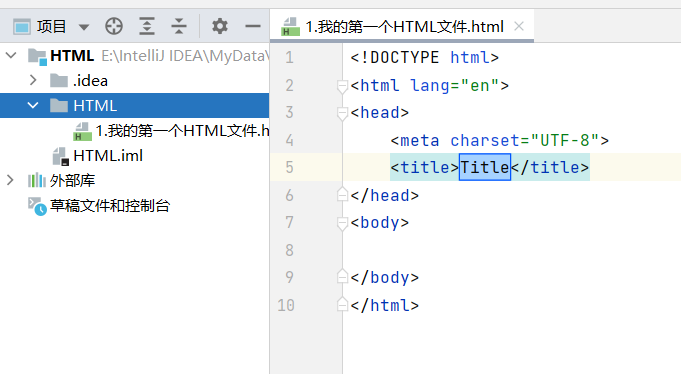 项目
1.我的第一个HTML文件.html
HTML E:\IntelliJ IDEA\MyData\
.idea
HTML
1.我的第一个HTML文件.h
HTML.iml
外部库
草稿文件和控制台
1 <!DOCTYPE html>
2 <html lang="en">
3 <head>
4 <meta charset="UTF-8">
5 <title>Title</title>
6 </head>
7 <body>
8
9 </body>
10 </html>